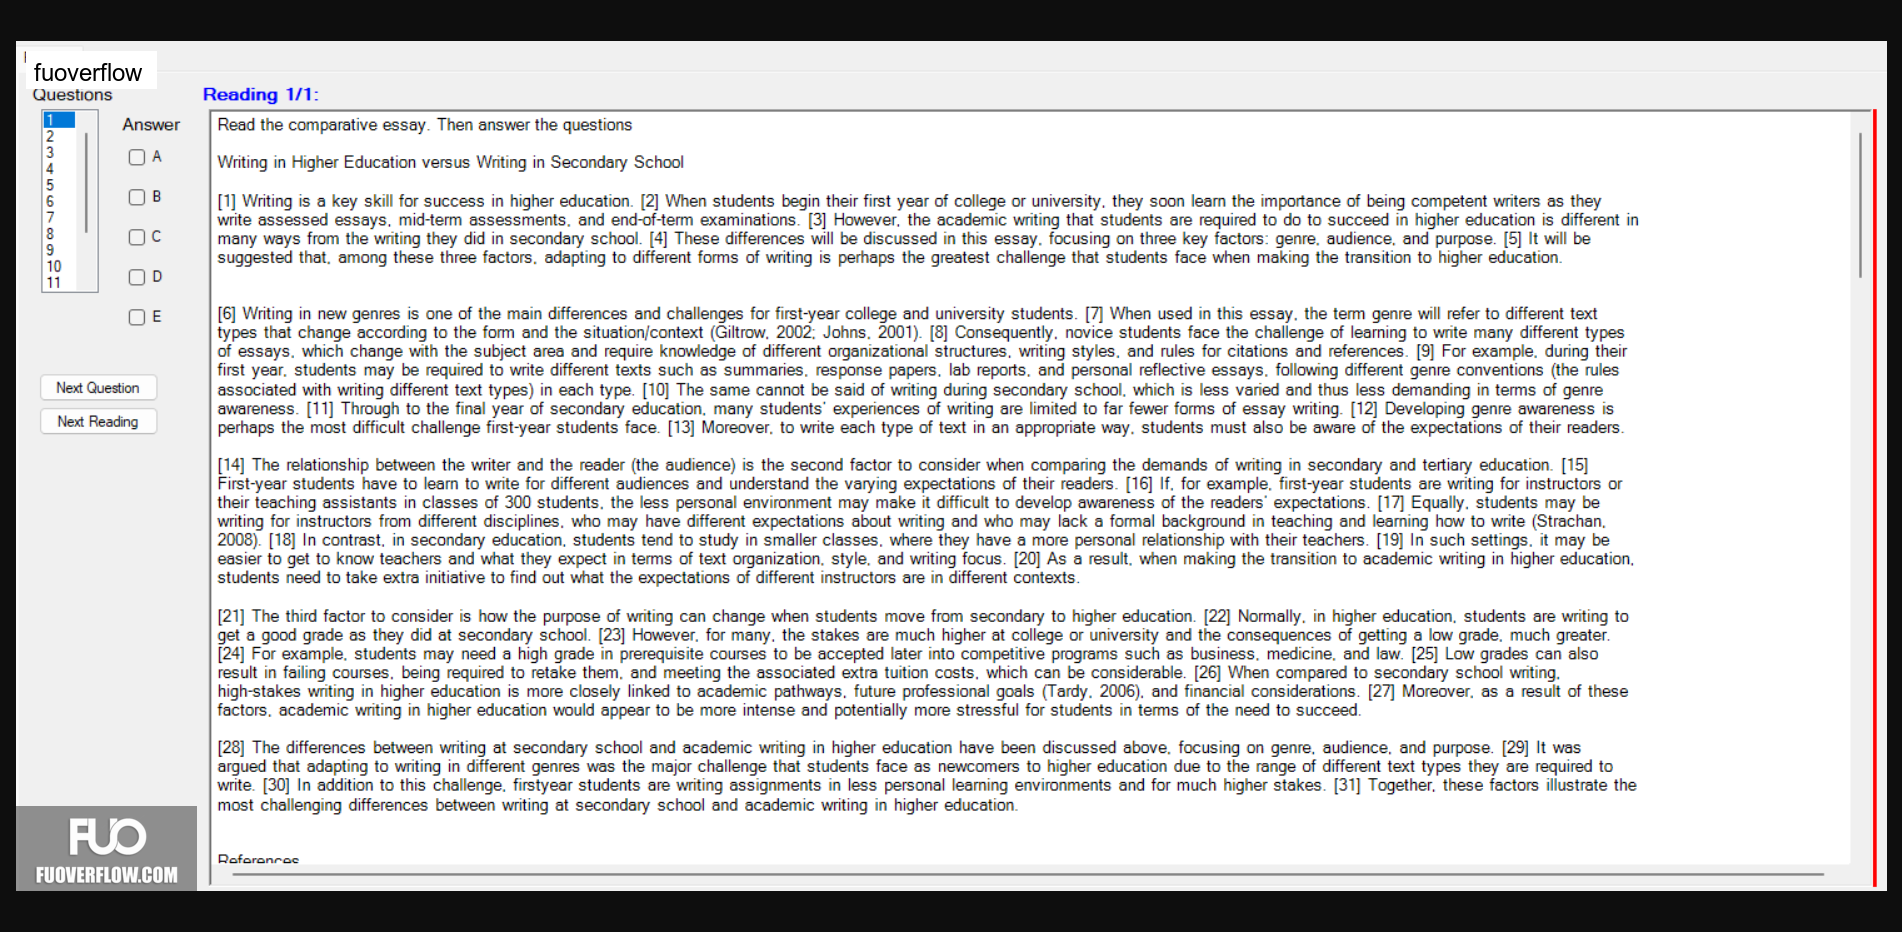 fuoverflow
Questions
1
2
3
4
5
6
7
8
9
10
11
Answer
A
B
C
D
E
Next Question
Next Reading
Reading 1/1:
Read the comparative essay. Then answer the questions
Writing in Higher Education versus Writing in Secondary School
[1] Writing is a key skill for success in higher education. [2] When students begin their first year of college or university, they soon learn the importance of being competent writers as they
write assessed essays, mid-term assessments, and end-of-term examinations. [3] However, the academic writing that students are required to do to succeed in higher education is different in
many ways from the writing they did in secondary school. [4] These differences will be discussed in this essay, focusing on three key factors: genre, audience, and purpose. [5] It will be
suggested that, among these three factors, adapting to different forms of writing is perhaps the greatest challenge that students face when making the transition to higher education.
[6] Writing in new genres is one of the main differences and challenges for first-year college and university students. [7] When used in this essay, the term genre will refer to different text
types that change according to the form and the situation/context (Giltrow, 2002; Johns, 2001). [8] Consequently, novice students face the challenge of learning to write many different types
of essays, which change with the subject area and require knowledge of different organizational structures, writing styles, and rules for citations and references. [9] For example, during their
first year, students may be required to write different texts such as summaries, response papers, lab reports, and personal reflective essays, following different genre conventions (the rules
associated with writing different text types) in each type. [10] The same cannot be said of writing during secondary school, which is less varied and thus less demanding in terms of genre
awareness. [11] Through to the final year of secondary education, many students' experiences of writing are limited to far fewer forms of essay writing. [12] Developing genre awareness is
perhaps the most difficult challenge first-year students face. [13] Moreover, to write each type of text in an appropriate way, students must also be aware of the expectations of their readers.
[14] The relationship between the writer and the reader (the audience) is the second factor to consider when comparing the demands of writing in secondary and tertiary education. [15]
First-year students have to learn to write for different audiences and understand the varying expectations of their readers. [16] If, for example, first-year students are writing for instructors or
their teaching assistants in classes of 300 students, the less personal environment may make it difficult to develop awareness of the readers' expectations. [17] Equally, students may be
writing for instructors from different disciplines, who may have different expectations about writing and who may lack a formal background in teaching and learning how to write (Strachan,
2008). [18] In contrast, in secondary education, students tend to study in smaller classes, where they have a more personal relationship with their teachers. [19] In such settings, it may be
easier to get to know teachers and what they expect in terms of text organization, style, and writing focus. [20] As a result, when making the transition to academic writing in higher education,
students need to take extra initiative to find out what the expectations of different instructors are in different contexts.
[21] The third factor to consider is how the purpose of writing can change when students move from secondary to higher education. [22] Normally, in higher education, students are writing to
get a good grade as they did at secondary school. [23] However, for many, the stakes are much higher at college or university and the consequences of getting a low grade, much greater.
[24] For example, students may need a high grade in prerequisite courses to be accepted later into competitive programs such as business, medicine, and law. [25] Low grades can also
result in failing courses, being required to retake them, and meeting the associated extra tuition costs, which can be considerable. [26] When compared to secondary school writing,
high-stakes writing in higher education is more closely linked to academic pathways, future professional goals (Tardy, 2006), and financial considerations. [27] Moreover, as a result of these
factors, academic writing in higher education would appear to be more intense and potentially more stressful for students in terms of the need to succeed.
[28] The differences between writing at secondary school and academic writing in higher education have been discussed above, focusing on genre, audience, and purpose. [29] It was
argued that adapting to writing in different genres was the major challenge that students face as newcomers to higher education due to the range of different text types they are required to
write. [30] In addition to this challenge, firstyear students are writing assignments in less personal learning environments and for much higher stakes. [31] Together, these factors illustrate the
most challenging differences between writing at secondary school and academic writing in higher education.
References
FUO
FUOVERFLOW.COM